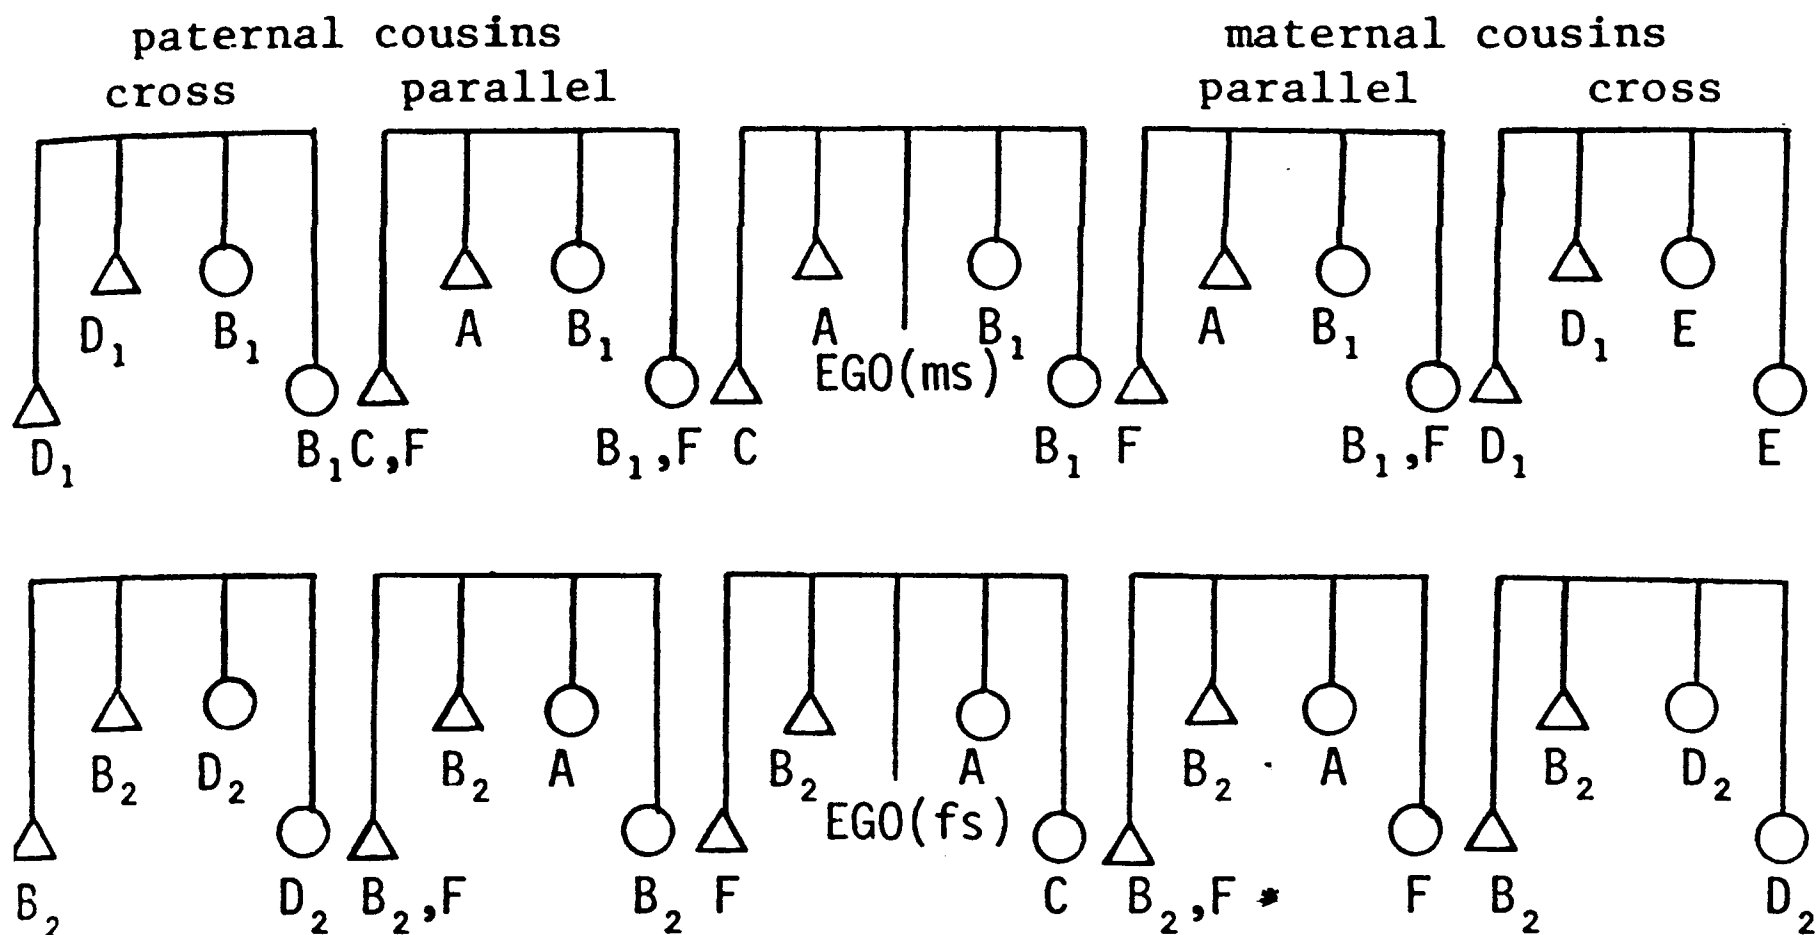 paternal cousins maternal cousins
cross parallel parallel cross
D₁ B₁ A B₁ A B₁ A B₁ D₁ E
EGO(ms)
D₁ B₁ C,F B₁,F C B₁ F B₁,F D₁ E
B₂ D₂ B₂ A B₂ A B₂ A B₂ D₂
EGO(fs)
B₂ D₂ B₂,F B₂ F C B₂,F F B₂ D₂